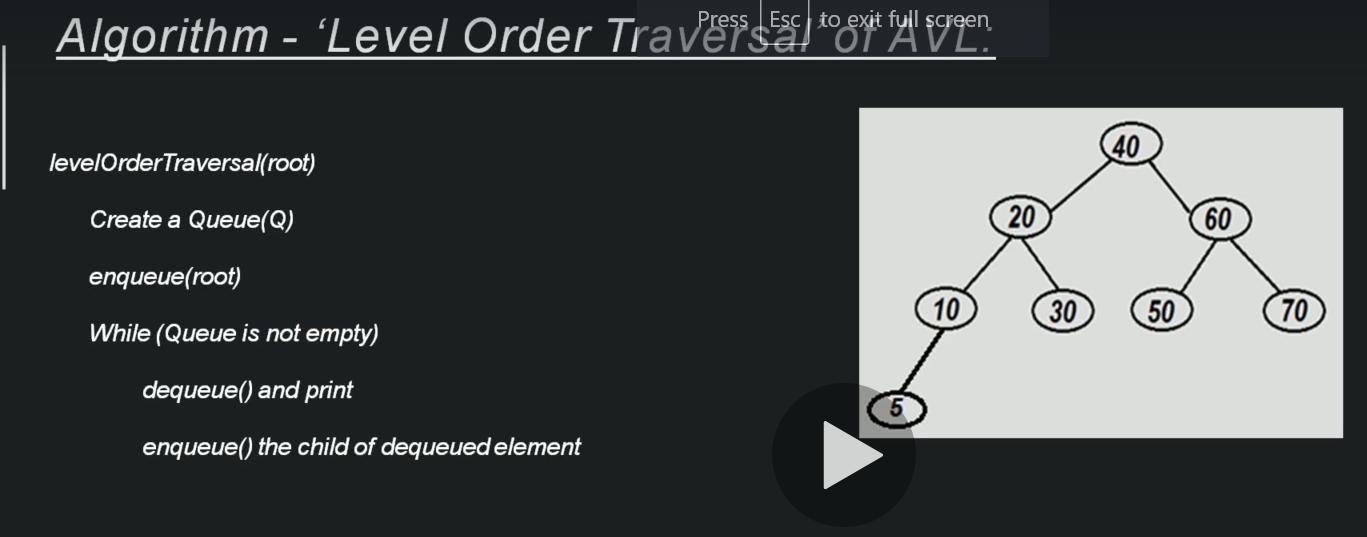 Press Esc to exit full screen
Algorithm - ‘Level Order Traversal’ of AVL:
levelOrderTraversal(root)
Create a Queue(Q)
enqueue(root)
While (Queue is not empty)
dequeue() and print
enqueue() the child of dequeued element
40
20 60
10 30 50 70
5